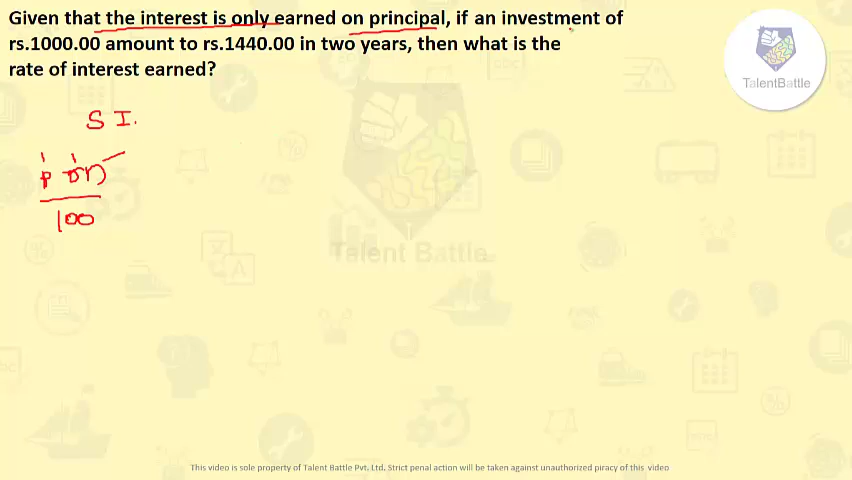 Given that the interest is only earned on principal, if an investment of
rs.1000.00 amount to rs.1440.00 in two years, then what is the
rate of interest earned?
TalentBattle
S I.
100
Talent Battle
This video is sole property of Talent Battle Pvt. Ltd. Strict penal action will be taken against unauthorized piracy of this video